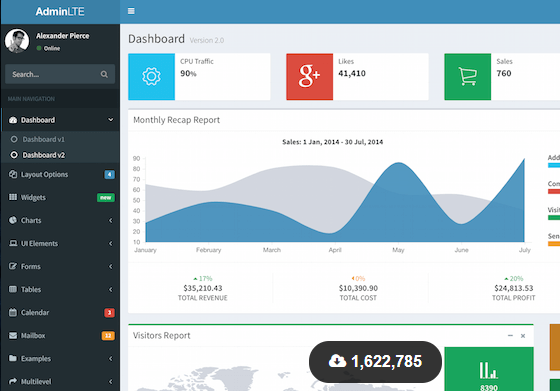 AdminLTE
Alexander Pierce
Online
Search...
MAIN NAVIGATION
Dashboard
Dashboard v1
Dashboard v2
Layout Options 4
Widgets new
Charts
UI Elements
Forms
Tables
Calendar 3
Mailbox 12
Examples
Multilevel
Dashboard Version 2.0
CPU Traffic
90%
g+
Likes
41,410
Sales
760
Monthly Recap Report
Sales: 1 Jan, 2014 - 30 Jul, 2014
90
80
70
60
50
40
30
20
10
January February March April May June July
Add
Com
Visit
Sen
17% 0% 20%
$35,210.43 $10,390.90 $24,813.53
TOTAL REVENUE TOTAL COST TOTAL PROFIT
Visitors Report
1,622,785
8390